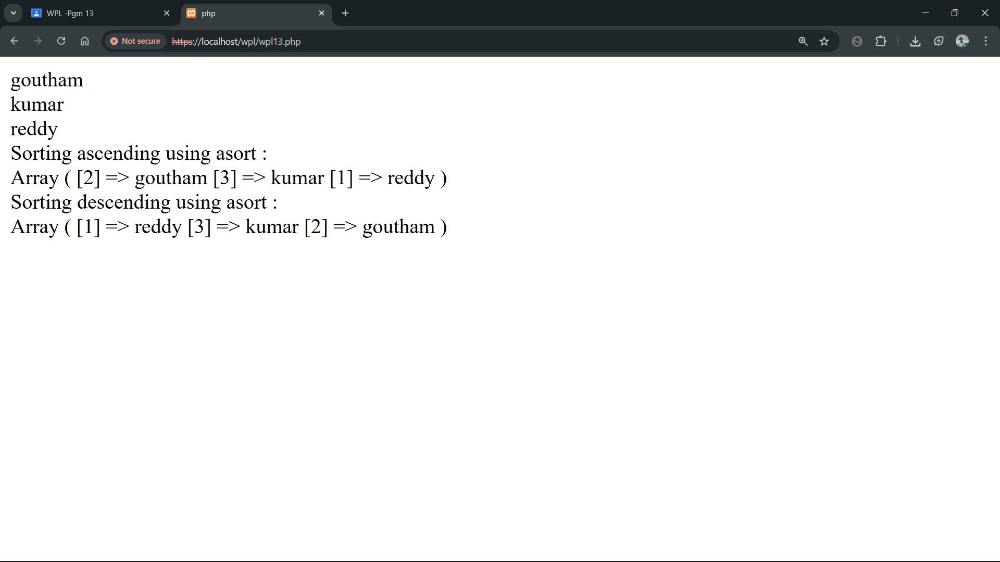 WPL -Pgm 13
php
Not secure
https://localhost/wpl/wpl13.php
goutham
kumar
reddy
Sorting ascending using asort :
Array ( [2] => goutham [3] => kumar [1] => reddy )
Sorting descending using asort :
Array ( [1] => reddy [3] => kumar [2] => goutham )